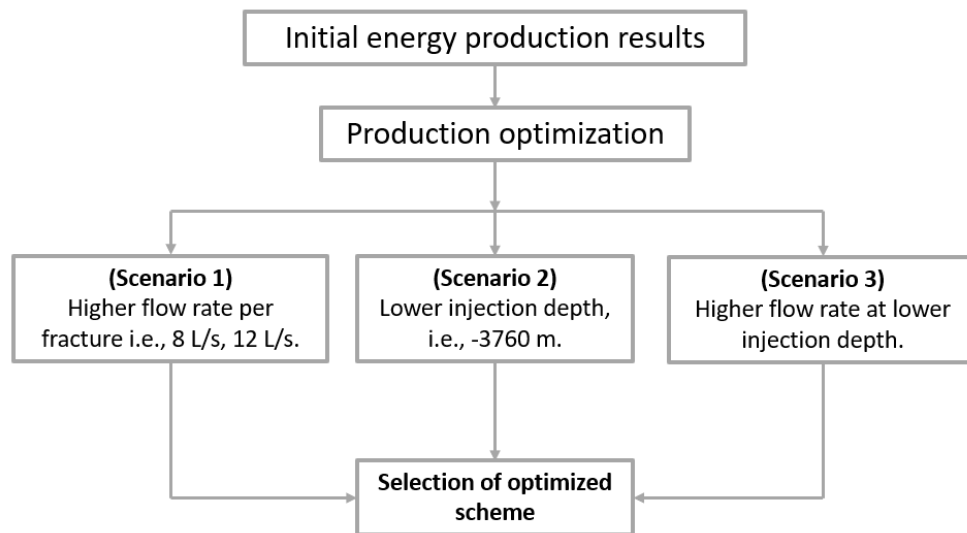 Initial energy production results
Production optimization
(Scenario 1)
Higher flow rate per
fracture i.e., 8 L/s, 12 L/s.
(Scenario 2)
Lower injection depth,
i.e., -3760 m.
(Scenario 3)
Higher flow rate at lower
injection depth.
Selection of optimized
scheme